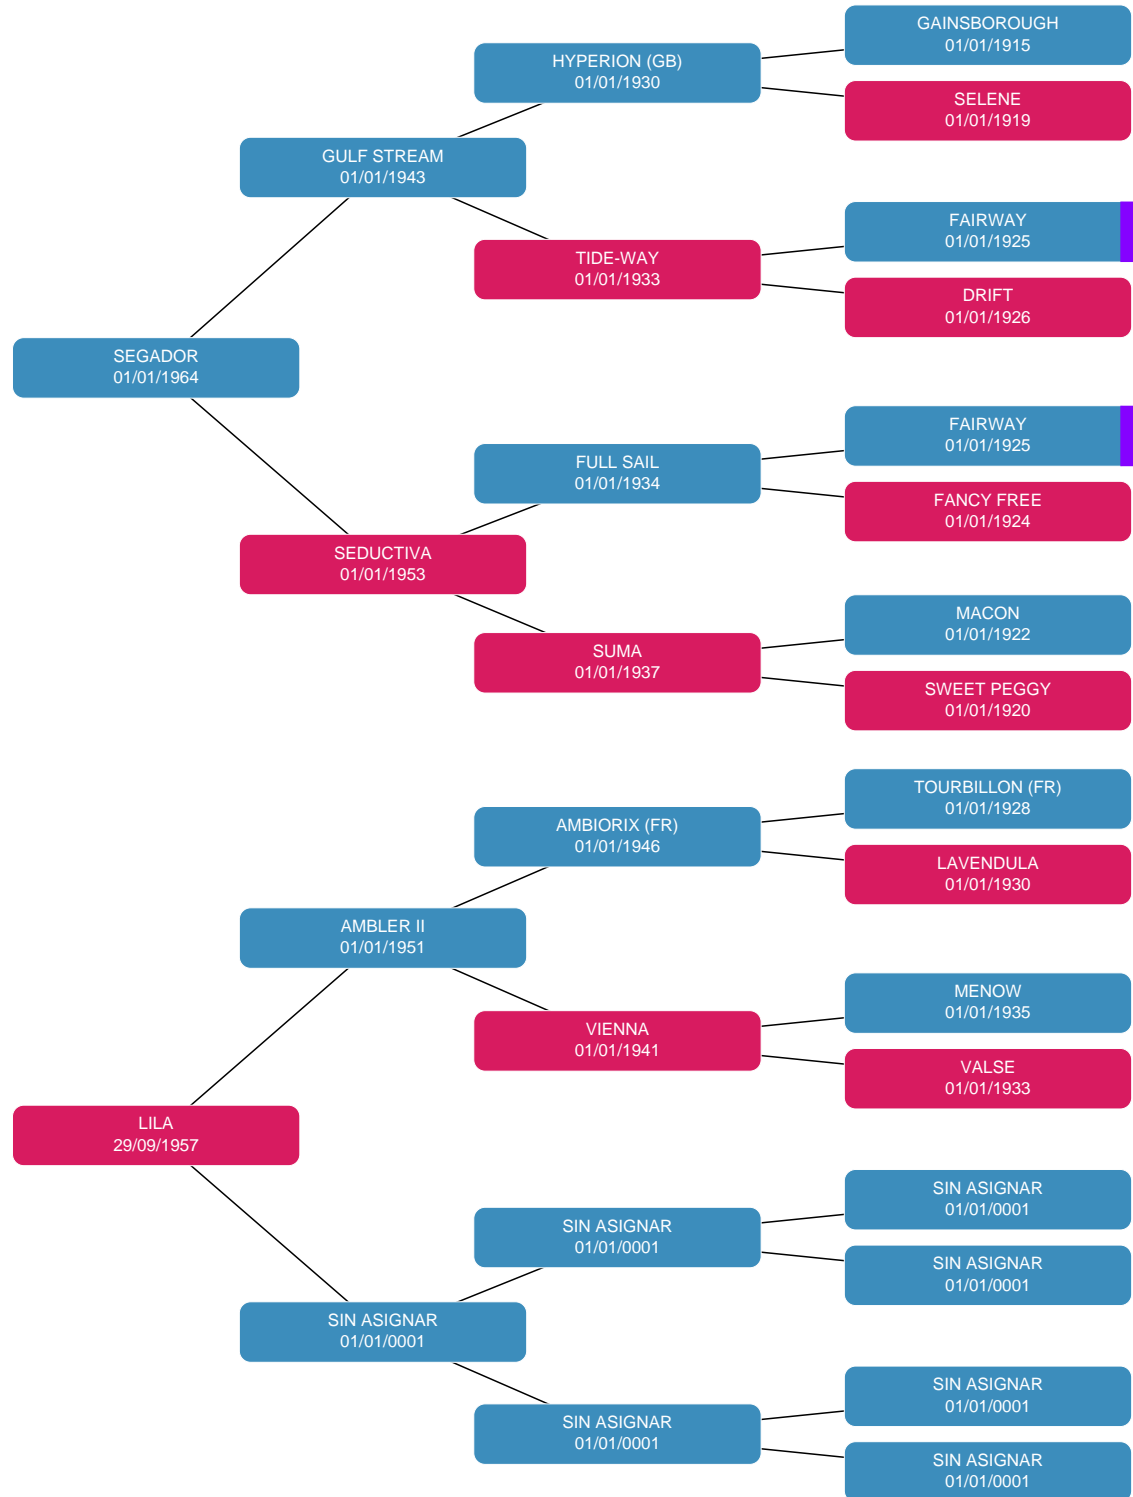 GAINSBOROUGH
01/01/1915
HYPERION (GB)
01/01/1930
SELENE
01/01/1919
GULF STREAM
01/01/1943
FAIRWAY
01/01/1925
TIDE-WAY
01/01/1933
DRIFT
01/01/1926
SEGADOR
01/01/1964
FAIRWAY
01/01/1925
FULL SAIL
01/01/1934
FANCY FREE
01/01/1924
SEDUCTIVA
01/01/1953
MACON
01/01/1922
SUMA
01/01/1937
SWEET PEGGY
01/01/1920
TOURBILLON (FR)
01/01/1928
AMBIORIX (FR)
01/01/1946
LAVENDULA
01/01/1930
AMBLER II
01/01/1951
MENOW
01/01/1935
VIENNA
01/01/1941
VALSE
01/01/1933
LILA
29/09/1957
SIN ASIGNAR
01/01/0001
SIN ASIGNAR
01/01/0001
SIN ASIGNAR
01/01/0001
SIN ASIGNAR
01/01/0001
SIN ASIGNAR
01/01/0001
SIN ASIGNAR
01/01/0001
SIN ASIGNAR
01/01/0001